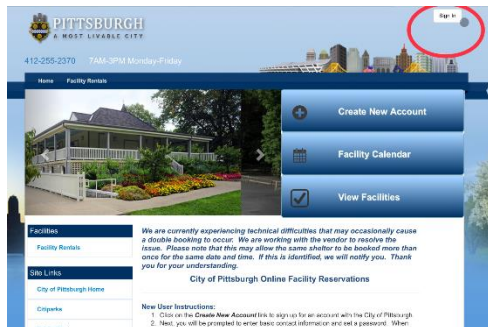 PITTSBURGH
A MOST LIVABLE CITY
Sign In
412-255-2370 7AM-3PM Monday-Friday
Home Facility Rentals
Create New Account
Facility Calendar
View Facilities
Facilities
Facility Rentals
Site Links
City of Pittsburgh Home
Citiparks
We are currently experiencing technical difficulties that may occasionally cause
a double booking to occur. We are working with the vendor to resolve the
issue. Please note that this may allow the same shelter to be booked more than
once for the same date and time. If this is identified, we will notify you. Thank
you for your understanding.
City of Pittsburgh Online Facility Reservations
New User Instructions:
1. Click on the Create New Account link to sign up for an account with the City of Pittsburgh.
2. Next, you will be prompted to enter basic contact information and set a password. When